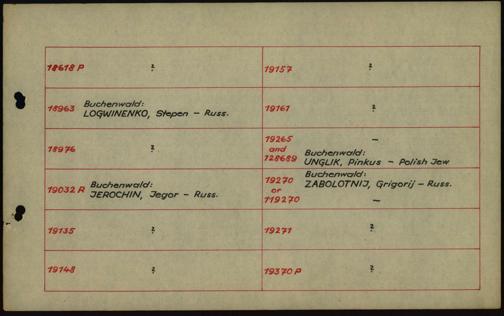 18618 P ?
18963 Buchenwald:
LOGWINENKO, Stepen – Russ.
18976 ?
19032 R Buchenwald:
JEROCHIN, Jegor – Russ.
19135 ?
19148 ?
19157 ?
19161 ?
19265 –
and
128689 Buchenwald:
UNGLIK, Pinkus – Polish Jew
19270 Buchenwald:
ZABOLOTNIJ, Grigorij – Russ.
or
119270 –
19271 ?
19370 P ?